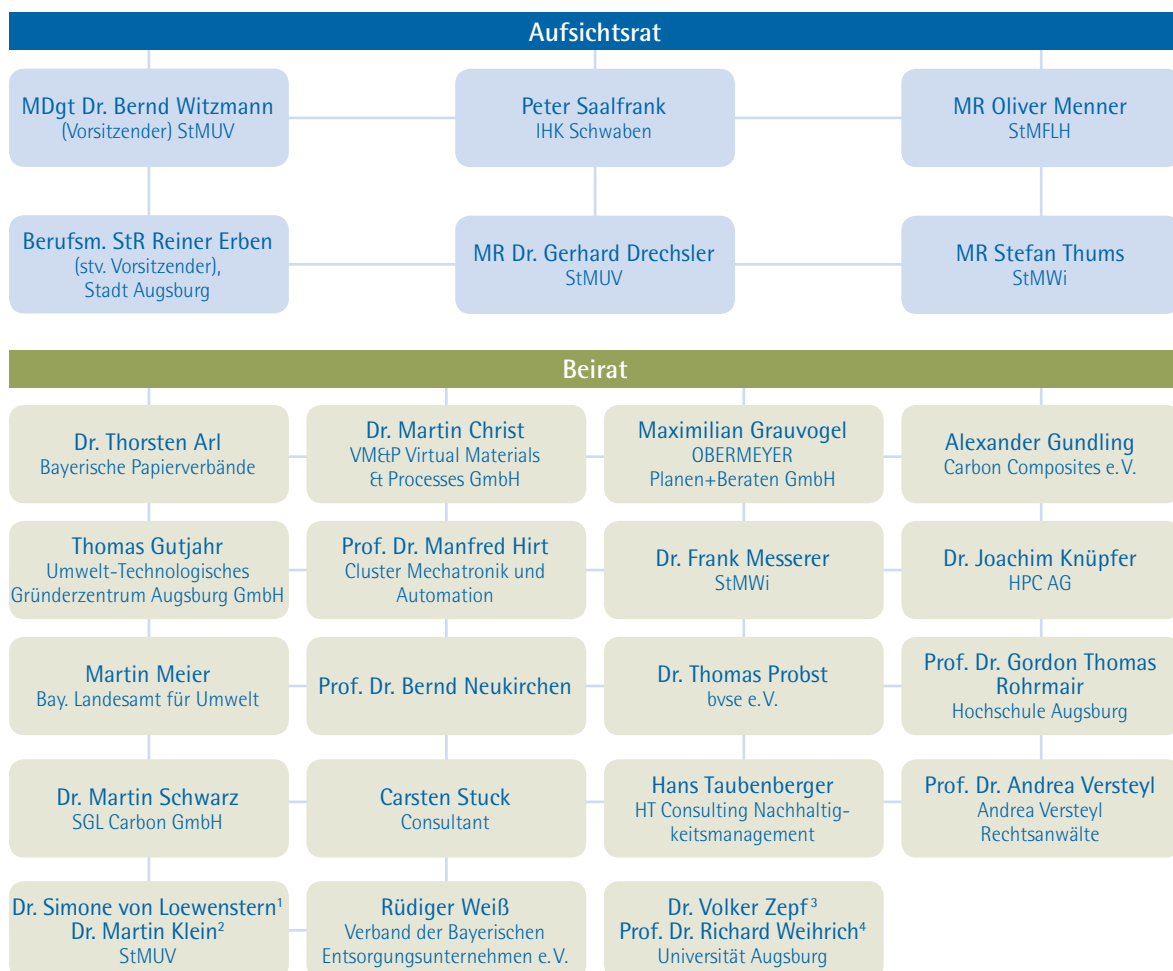 Aufsichtsrat
MDgt Dr. Bernd Witzmann
(Vorsitzender) StMUV
Peter Saalfrank
IHK Schwaben
MR Oliver Menner
StMFLH
Berufsm. StR Reiner Erben
(stv. Vorsitzender),
Stadt Augsburg
MR Dr. Gerhard Drechsler
StMUV
MR Stefan Thums
StMWi
Beirat
Dr. Thorsten Arl
Bayerische Papierverbände
Dr. Martin Christ
VM&P Virtual Materials
& Processes GmbH
Maximilian Grauvogel
OBERMEYER
Planen+Beraten GmbH
Alexander Gundling
Carbon Composites e.V.
Thomas Gutjahr
Umwelt-Technologisches
Gründerzentrum Augsburg GmbH
Prof. Dr. Manfred Hirt
Cluster Mechatronik und
Automation
Dr. Frank Messerer
StMWi
Dr. Joachim Knüpfer
HPC AG
Martin Meier
Bay. Landesamt für Umwelt
Prof. Dr. Bernd Neukirchen
Dr. Thomas Probst
bvse e.V.
Prof. Dr. Gordon Thomas
Rohrmair
Hochschule Augsburg
Dr. Martin Schwarz
SGL Carbon GmbH
Carsten Stuck
Consultant
Hans Taubenberger
HT Consulting Nachhaltig-
keitsmanagement
Prof. Dr. Andrea Versteyl
Andrea Versteyl
Rechtsanwälte
Dr. Simone von Loewenstern¹
Dr. Martin Klein²
StMUV
Rüdiger Weiß
Verband der Bayerischen
Entsorgungsunternehmen e.V.
Dr. Volker Zepf³
Prof. Dr. Richard Weihrich⁴
Universität Augsburg